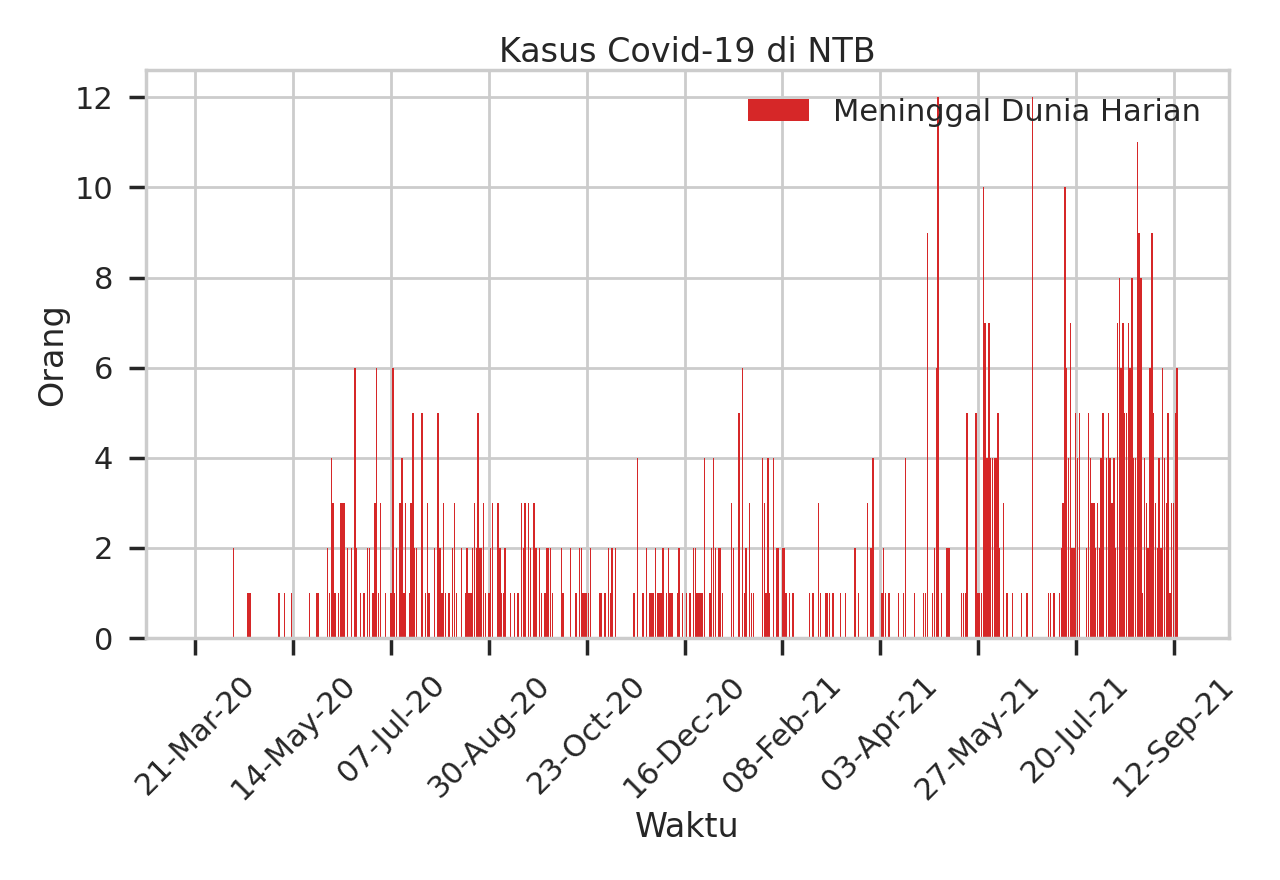 Kasus Covid-19 di NTB
Meninggal Dunia Harian
12
10
8
6
4
2
0
Orang
21-Mar-20
14-May-20
07-Jul-20
30-Aug-20
23-Oct-20
16-Dec-20
08-Feb-21
03-Apr-21
27-May-21
20-Jul-21
12-Sep-21
Waktu